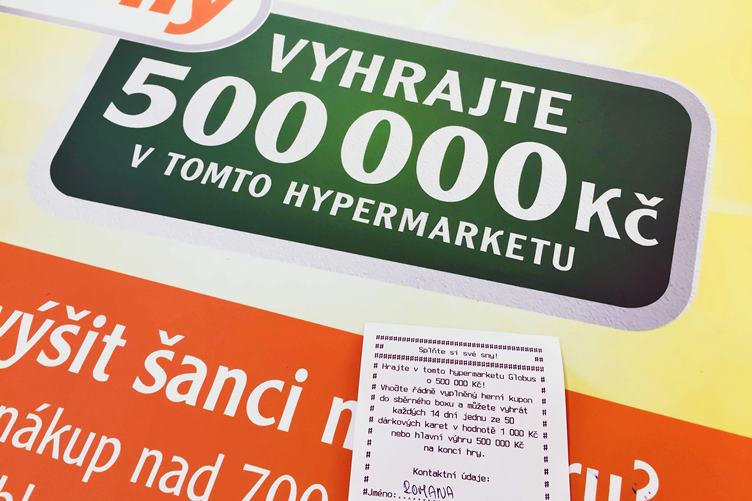 VYHRAJTE
500 000 Kč
V TOMTO HYPERMARKETU
výšit šanci
nákup nad 700
##########################
Splňte si své sny!
##########################
# Hrajte v tomto hypermarketu Globus #
# o 500 000 Kč! #
# Vhoďte řádně vyplněný herní kupon #
# do sběrného boxu a můžete vyhrát #
# každých 14 dní jednu ze 50 #
# dárkových karet v hodnotě 1 000 Kč #
# nebo hlavní výhru 500 000 Kč #
# na konci hry. #
# Kontaktní údaje: #
#Jméno: ROMANA